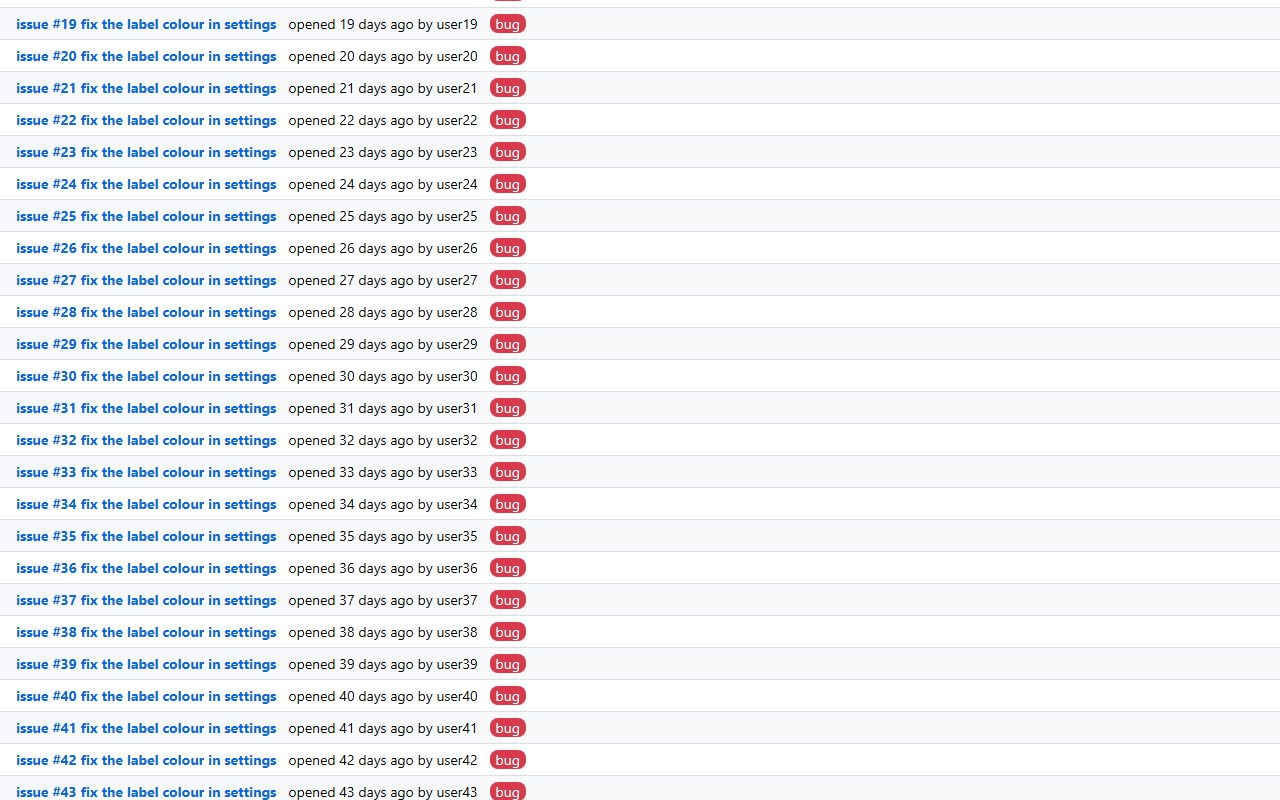 issue #19 fix the label colour in settings opened 19 days ago by user19 bug
issue #20 fix the label colour in settings opened 20 days ago by user20 bug
issue #21 fix the label colour in settings opened 21 days ago by user21 bug
issue #22 fix the label colour in settings opened 22 days ago by user22 bug
issue #23 fix the label colour in settings opened 23 days ago by user23 bug
issue #24 fix the label colour in settings opened 24 days ago by user24 bug
issue #25 fix the label colour in settings opened 25 days ago by user25 bug
issue #26 fix the label colour in settings opened 26 days ago by user26 bug
issue #27 fix the label colour in settings opened 27 days ago by user27 bug
issue #28 fix the label colour in settings opened 28 days ago by user28 bug
issue #29 fix the label colour in settings opened 29 days ago by user29 bug
issue #30 fix the label colour in settings opened 30 days ago by user30 bug
issue #31 fix the label colour in settings opened 31 days ago by user31 bug
issue #32 fix the label colour in settings opened 32 days ago by user32 bug
issue #33 fix the label colour in settings opened 33 days ago by user33 bug
issue #34 fix the label colour in settings opened 34 days ago by user34 bug
issue #35 fix the label colour in settings opened 35 days ago by user35 bug
issue #36 fix the label colour in settings opened 36 days ago by user36 bug
issue #37 fix the label colour in settings opened 37 days ago by user37 bug
issue #38 fix the label colour in settings opened 38 days ago by user38 bug
issue #39 fix the label colour in settings opened 39 days ago by user39 bug
issue #40 fix the label colour in settings opened 40 days ago by user40 bug
issue #41 fix the label colour in settings opened 41 days ago by user41 bug
issue #42 fix the label colour in settings opened 42 days ago by user42 bug
issue #43 fix the label colour in settings opened 43 days ago by user43 bug